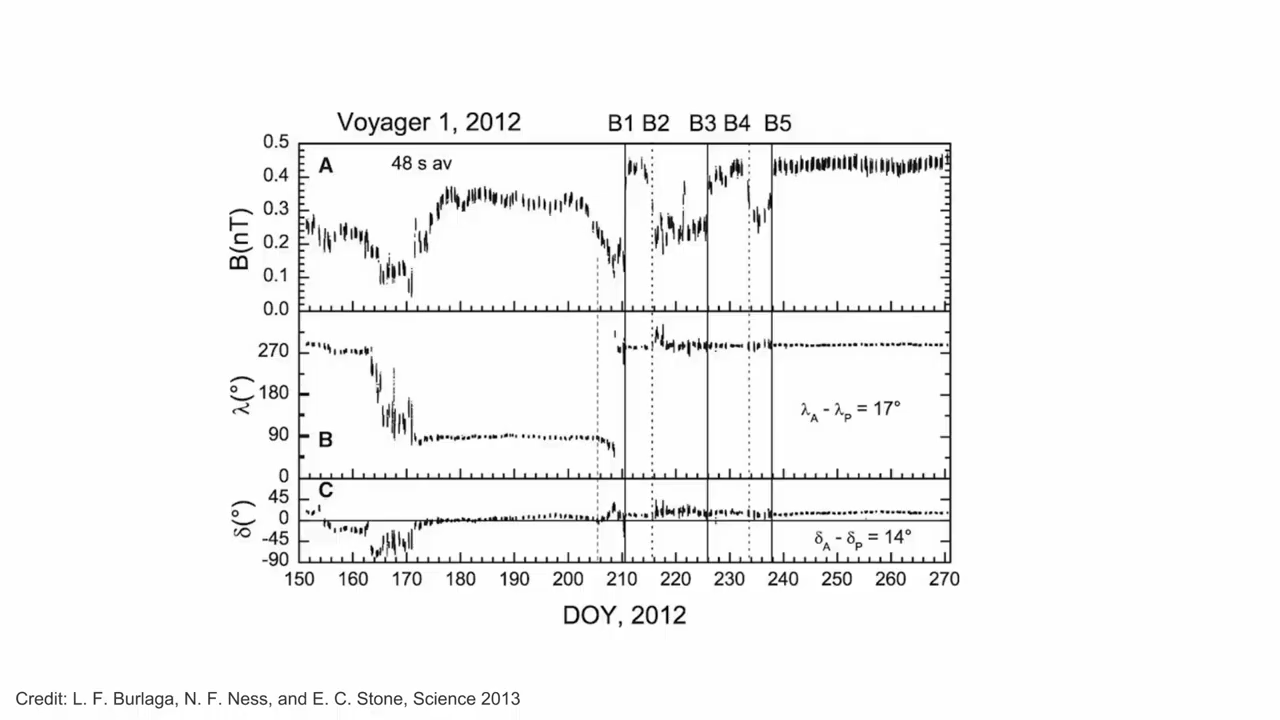 Voyager 1, 2012
B1 B2 B3 B4 B5
A
48 s av
B(nT)
0.5
0.4
0.3
0.2
0.1
0.0
B
λ(°)
270
180
90
0
λA - λP = 17°
C
δ(°)
45
0
-45
-90
δA - δP = 14°
150 160 170 180 190 200 210 220 230 240 250 260 270
DOY, 2012
Credit: L. F. Burlaga, N. F. Ness, and E. C. Stone, Science 2013